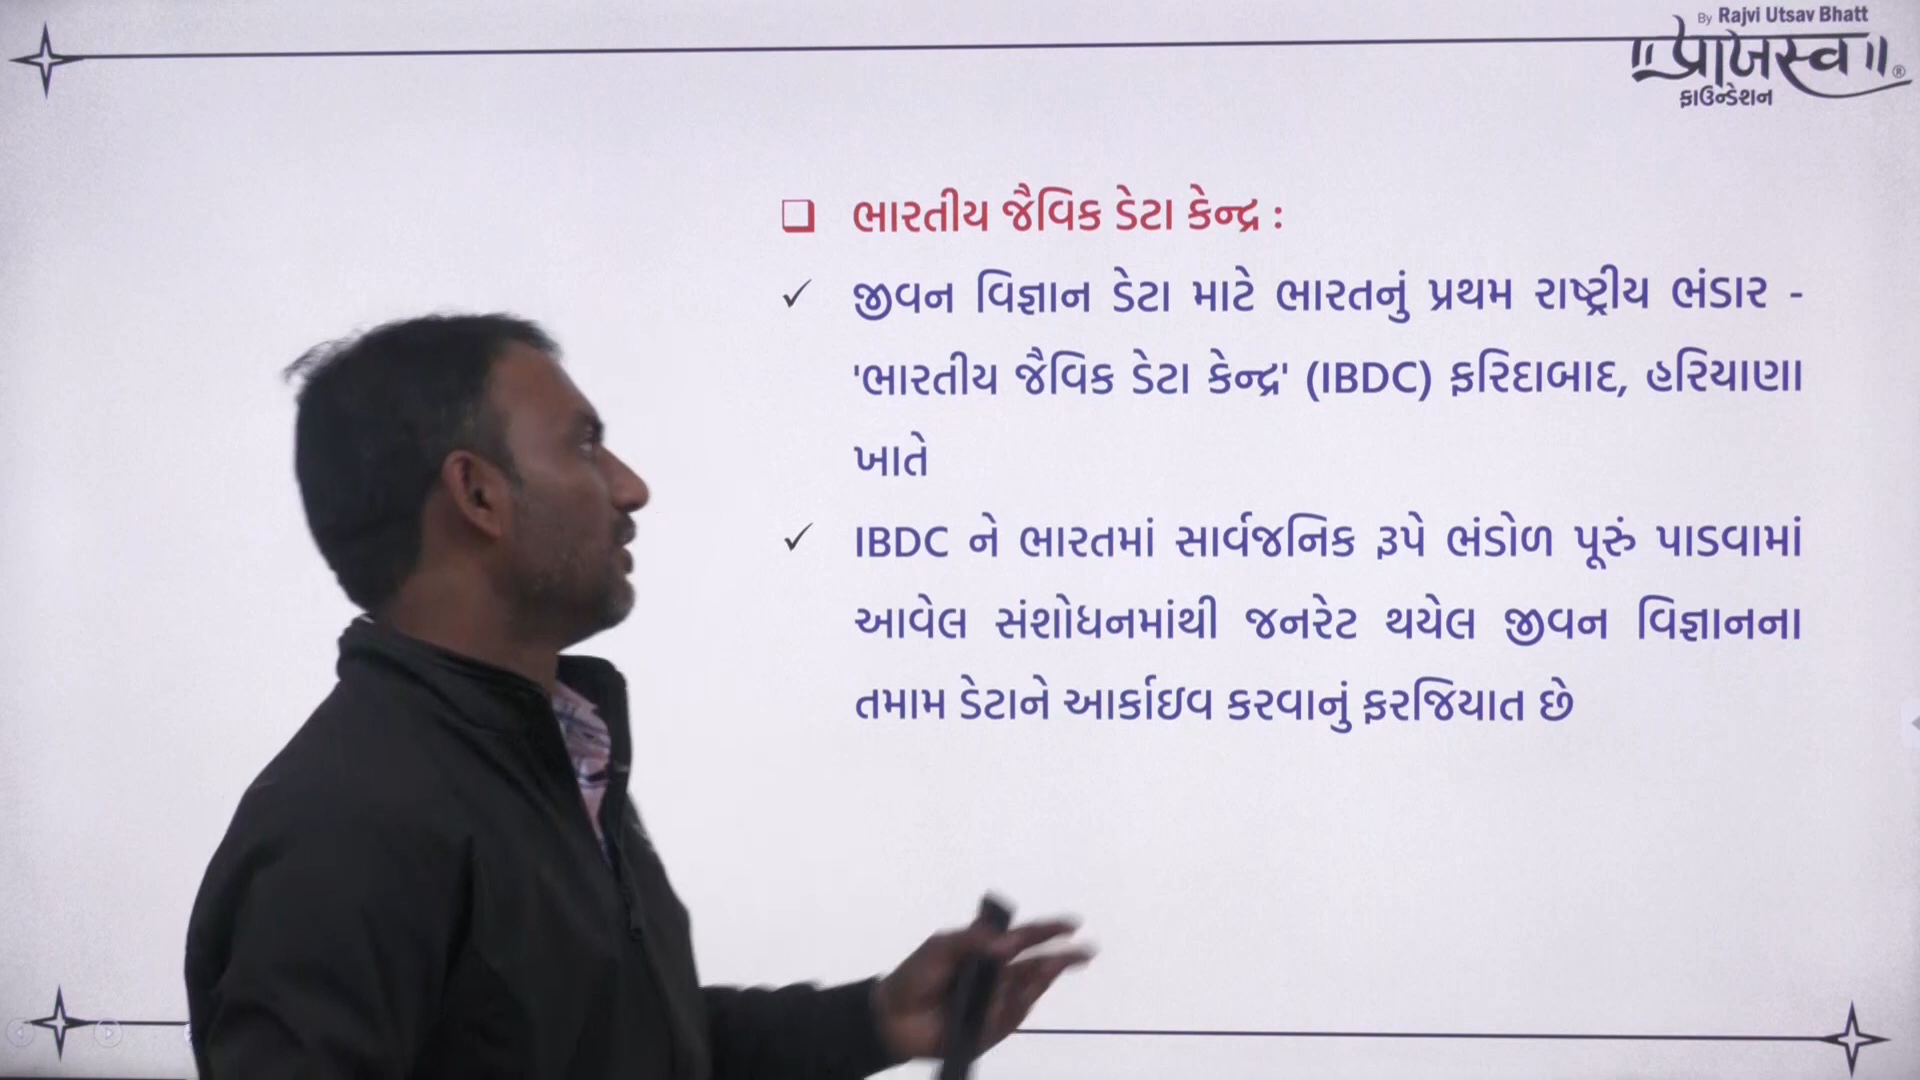 By Rajvi Utsav Bhatt
॥ પ્રાજસ્વ ॥ ®
ફાઉન્ડેશન
❑ ભારતીય જૈવિક ડેટા કેન્દ્ર :
✓ જીવન વિજ્ઞાન ડેટા માટે ભારતનું પ્રથમ રાષ્ટ્રીય ભંડાર -
'ભારતીય જૈવિક ડેટા કેન્દ્ર' (IBDC) ફરિદાબાદ, હરિયાણા
ખાતે
✓ IBDC ને ભારતમાં સાર્વજનિક રૂપે ભંડોળ પૂરું પાડવામાં
આવેલ સંશોધનમાંથી જનરેટ થયેલ જીવન વિજ્ઞાનના
તમામ ડેટાને આર્કાઇવ કરવાનું ફરજિયાત છે